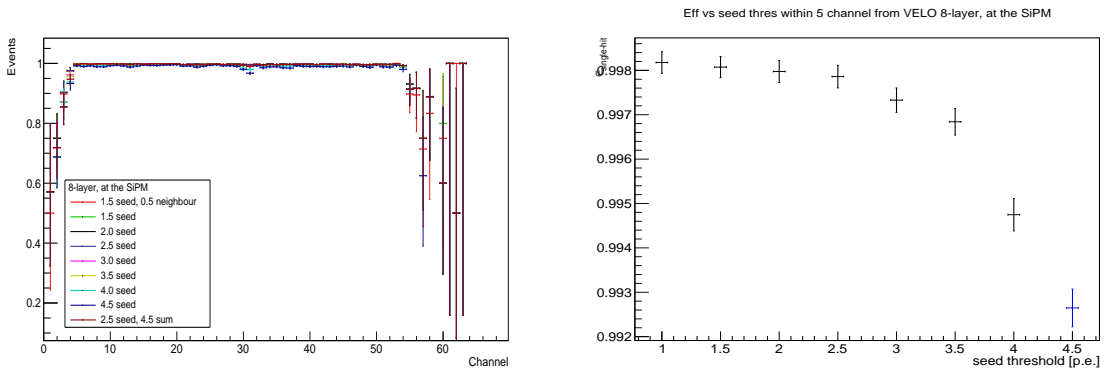 Eff vs seed thres within 5 channel from VELO 8-layer, at the SiPM
Events
1
0.8
0.6
0.4
0.2
8-layer, at the SiPM
1.5 seed, 0.5 neighbour
1.5 seed
2.0 seed
2.5 seed
3.0 seed
3.5 seed
4.0 seed
4.5 seed
2.5 seed, 4.5 sum
0 10 20 30 40 50 60
Channel
single-hit
0.998
0.997
0.996
0.995
0.994
0.993
0.992
1 1.5 2 2.5 3 3.5 4 4.5
seed threshold [p.e.]